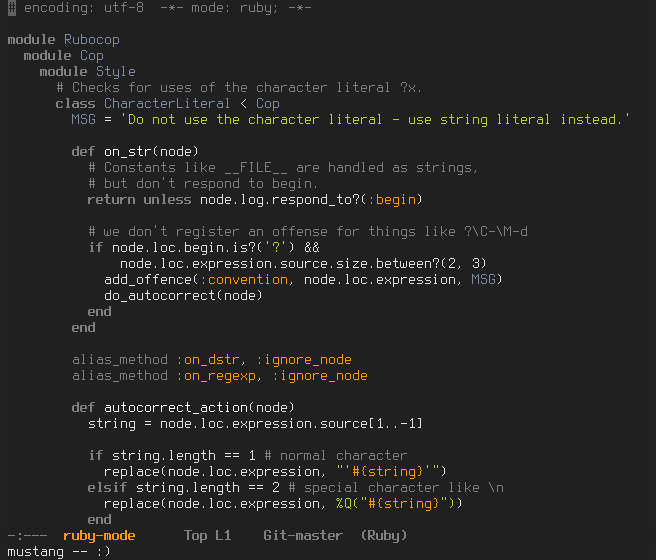 # encoding: utf-8  -*- mode: ruby; -*-

module Rubocop
  module Cop
    module Style
      # Checks for uses of the character literal ?x.
      class CharacterLiteral < Cop
        MSG = 'Do not use the character literal - use string literal instead.'

        def on_str(node)
          # Constants like __FILE__ are handled as strings,
          # but don't respond to begin.
          return unless node.log.respond_to?(:begin)

          # we don't register an offense for things like ?\C-\M-d
          if node.loc.begin.is?('?') &&
              node.loc.expression.source.size.between?(2, 3)
            add_offence(:convention, node.loc.expression, MSG)
            do_autocorrect(node)
          end
        end

        alias_method :on_dstr, :ignore_node
        alias_method :on_regexp, :ignore_node

        def autocorrect_action(node)
          string = node.loc.expression.source[1..-1]

          if string.length == 1 # normal character
            replace(node.loc.expression, "'#{string}'")
          elsif string.length == 2 # special character like \n
            replace(node.loc.expression, %Q("#{string}"))
          end
-:---  ruby-mode      Top L1    Git-master  (Ruby)
mustang -- :)